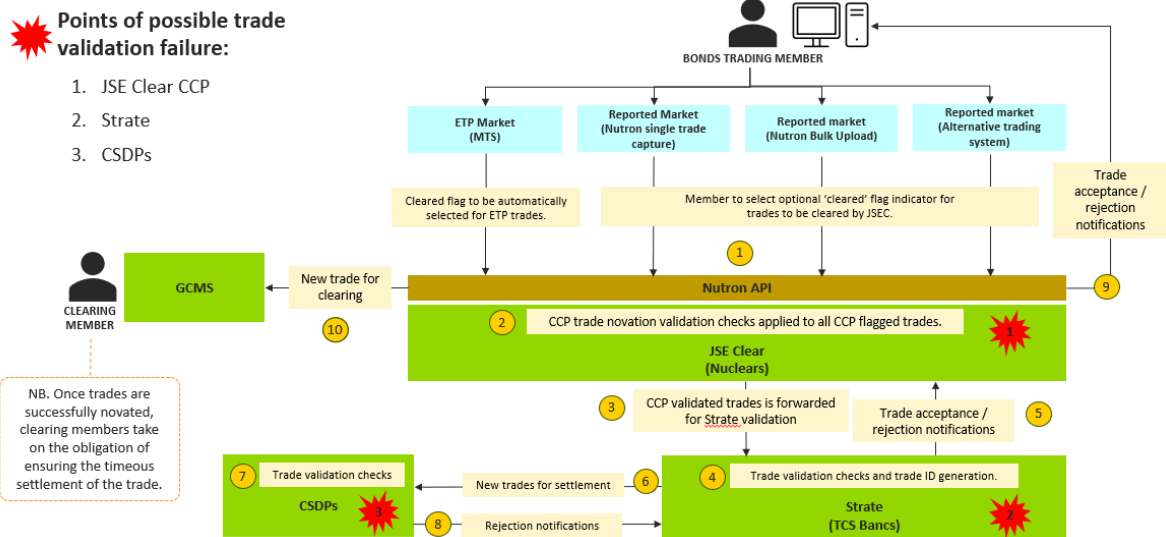 Points of possible trade
validation failure:
1. JSE Clear CCP
2. Strate
3. CSDPs
BONDS TRADING MEMBER
ETP Market
(MTS)
Reported Market
(Nutron single trade
capture)
Reported market
(Nutron Bulk Upload)
Reported market
(Alternative trading
system)
Cleared flag to be automatically
selected for ETP trades.
Member to select optional ‘cleared’ flag indicator for
trades to be cleared by JSEC.
Trade
acceptance /
rejection
notifications
1
CLEARING
MEMBER
GCMS
New trade for
clearing
10
Nutron API
9
2
CCP trade novation validation checks applied to all CCP flagged trades.
1
JSE Clear
(Nuclears)
NB. Once trades are
successfully novated,
clearing members take
on the obligation of
ensuring the timeous
settlement of the trade.
3
CCP validated trades is forwarded
for Strate validation
Trade acceptance /
rejection notifications
5
7
Trade validation checks
CSDPs
3
New trades for settlement
6
8
Rejection notifications
4
Trade validation checks and trade ID generation.
Strate
(TCS Bancs)
2